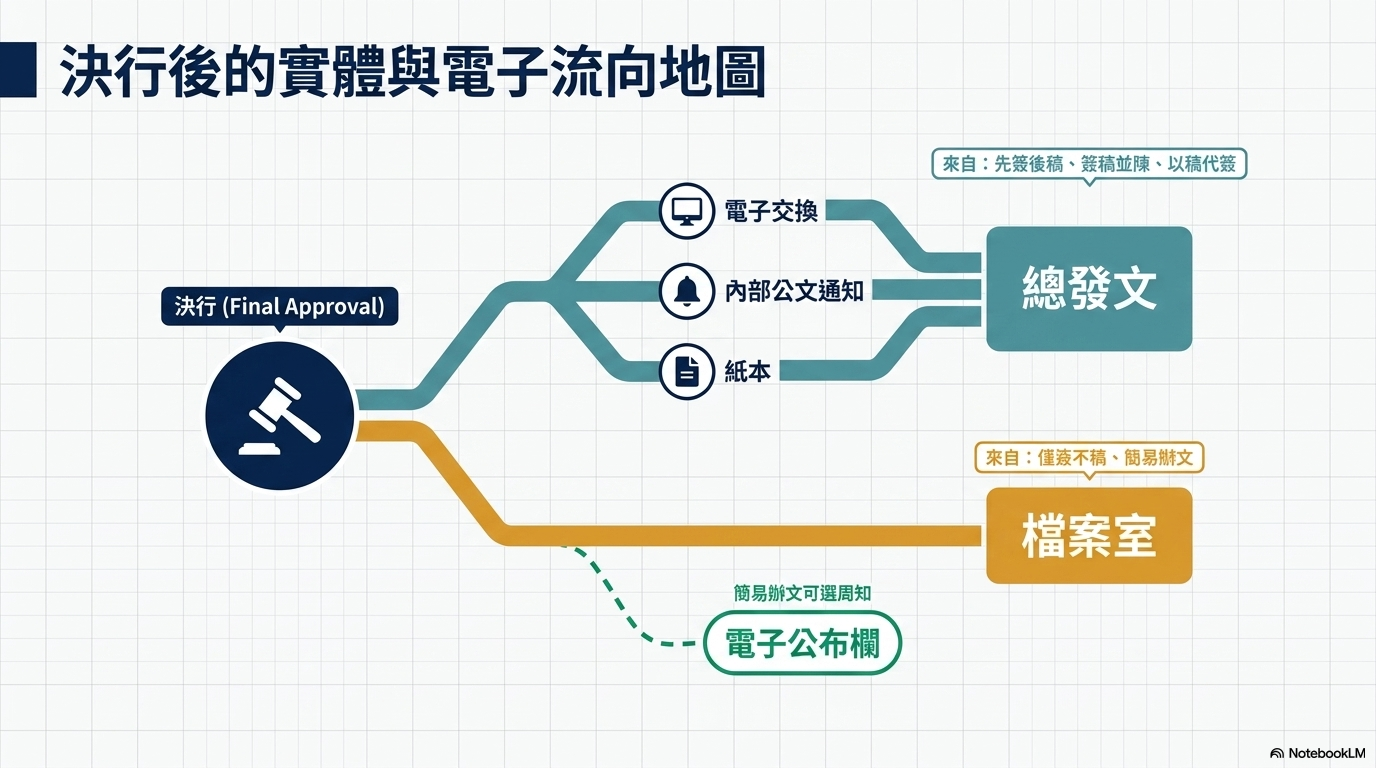 決行後的實體與電子流向地圖
來自：先簽後稿、簽稿並陳、以稿代簽
電子交換
內部公文通知
總發文
決行 (Final Approval)
紙本
來自：僅簽不稿、簡易辦文
檔案室
簡易辦文可選周知
電子公布欄
NotebookLM